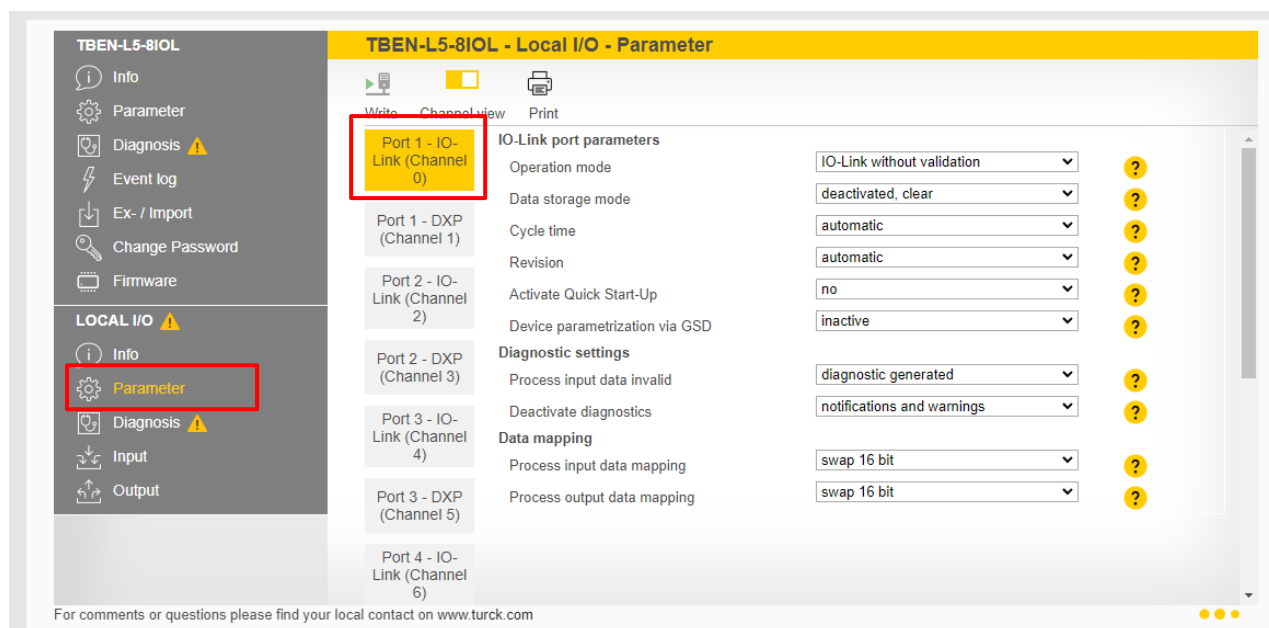 TBEN-L5-8IOL
Info
Parameter
Diagnosis
Event log
Ex- / Import
Change Password
Firmware
LOCAL I/O
Info
Parameter
Diagnosis
Input
Output
TBEN-L5-8IOL - Local I/O - Parameter
Write Channel view Print
Port 1 - IO-
Link (Channel
0)
Port 1 - DXP
(Channel 1)
Port 2 - IO-
Link (Channel
2)
Port 2 - DXP
(Channel 3)
Port 3 - IO-
Link (Channel
4)
Port 3 - DXP
(Channel 5)
Port 4 - IO-
Link (Channel
6)
IO-Link port parameters
Operation mode IO-Link without validation ?
Data storage mode deactivated, clear ?
Cycle time automatic ?
Revision automatic ?
Activate Quick Start-Up no ?
Device parametrization via GSD inactive ?
Diagnostic settings
Process input data invalid diagnostic generated ?
Deactivate diagnostics notifications and warnings ?
Data mapping
Process input data mapping swap 16 bit ?
Process output data mapping swap 16 bit ?
For comments or questions please find your local contact on www.turck.com